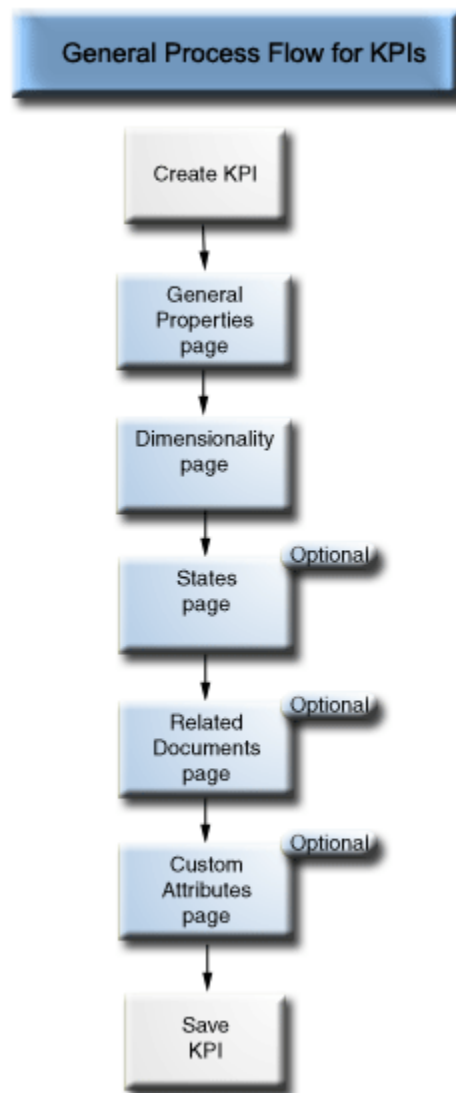 General Process Flow for KPIs
Create KPI
General
Properties
page
Dimensionality
page
Optional
States
page
Optional
Related
Documents
page
Optional
Custom
Attributes
page
Save
KPI